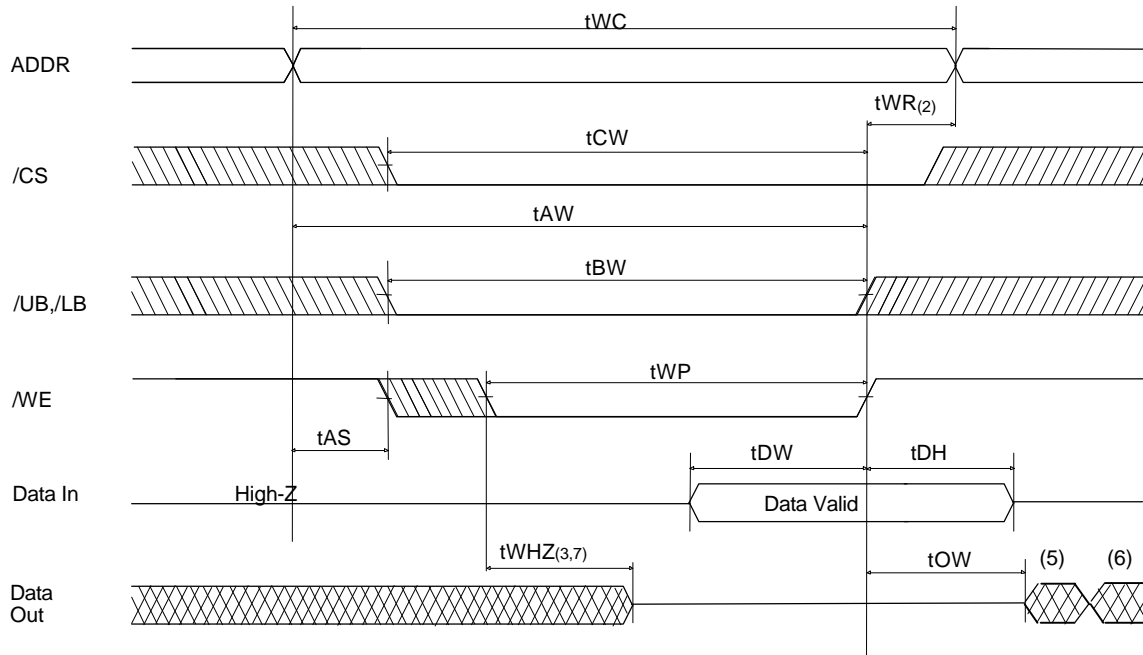 tWC
ADDR
tWR(2)
tCW
/CS
tAW
tBW
/UB,/LB
tWP
/WE
tAS
tDW
tDH
Data In
High-Z
Data Valid
tWHZ(3,7)
tOW
(5)
(6)
Data
Out